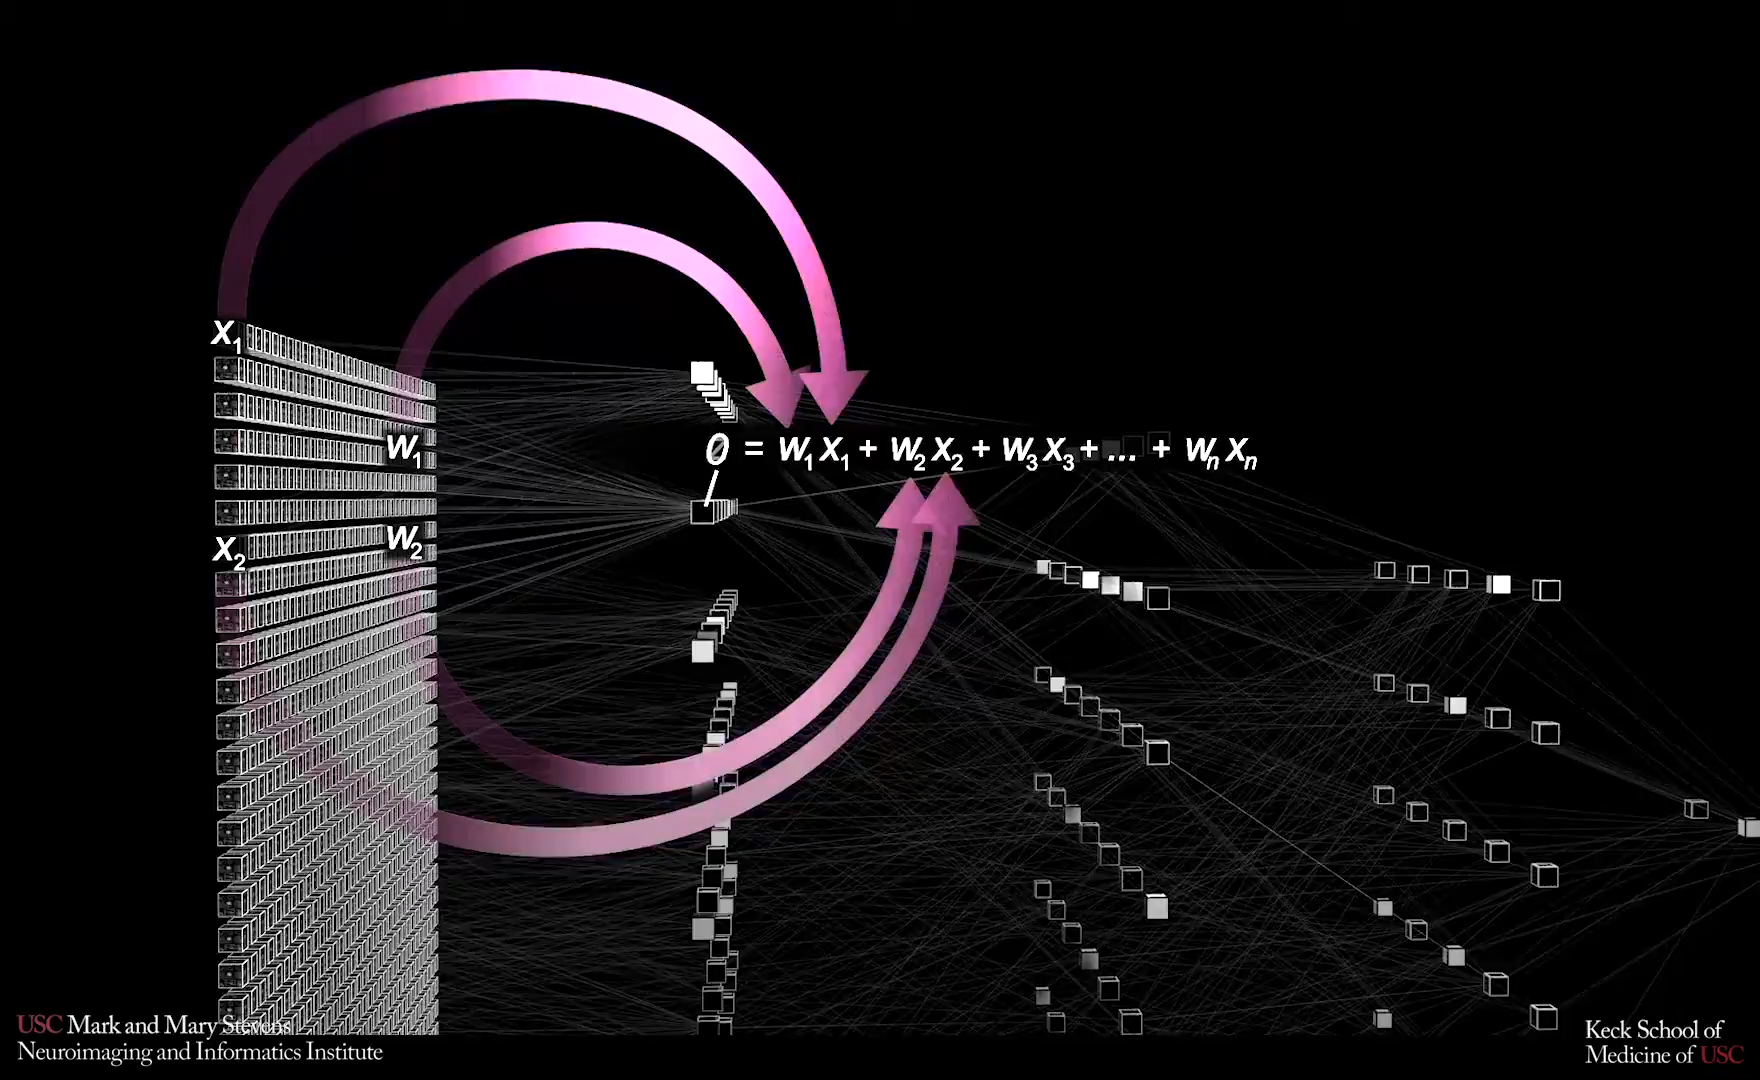 X₁
W₁
0 = W₁X₁ + W₂X₂ + W₃X₃ + ... + WₙXₙ
X₂
W₂
USC Mark and Mary Stevens
Neuroimaging and Informatics Institute
Keck School of
Medicine of USC